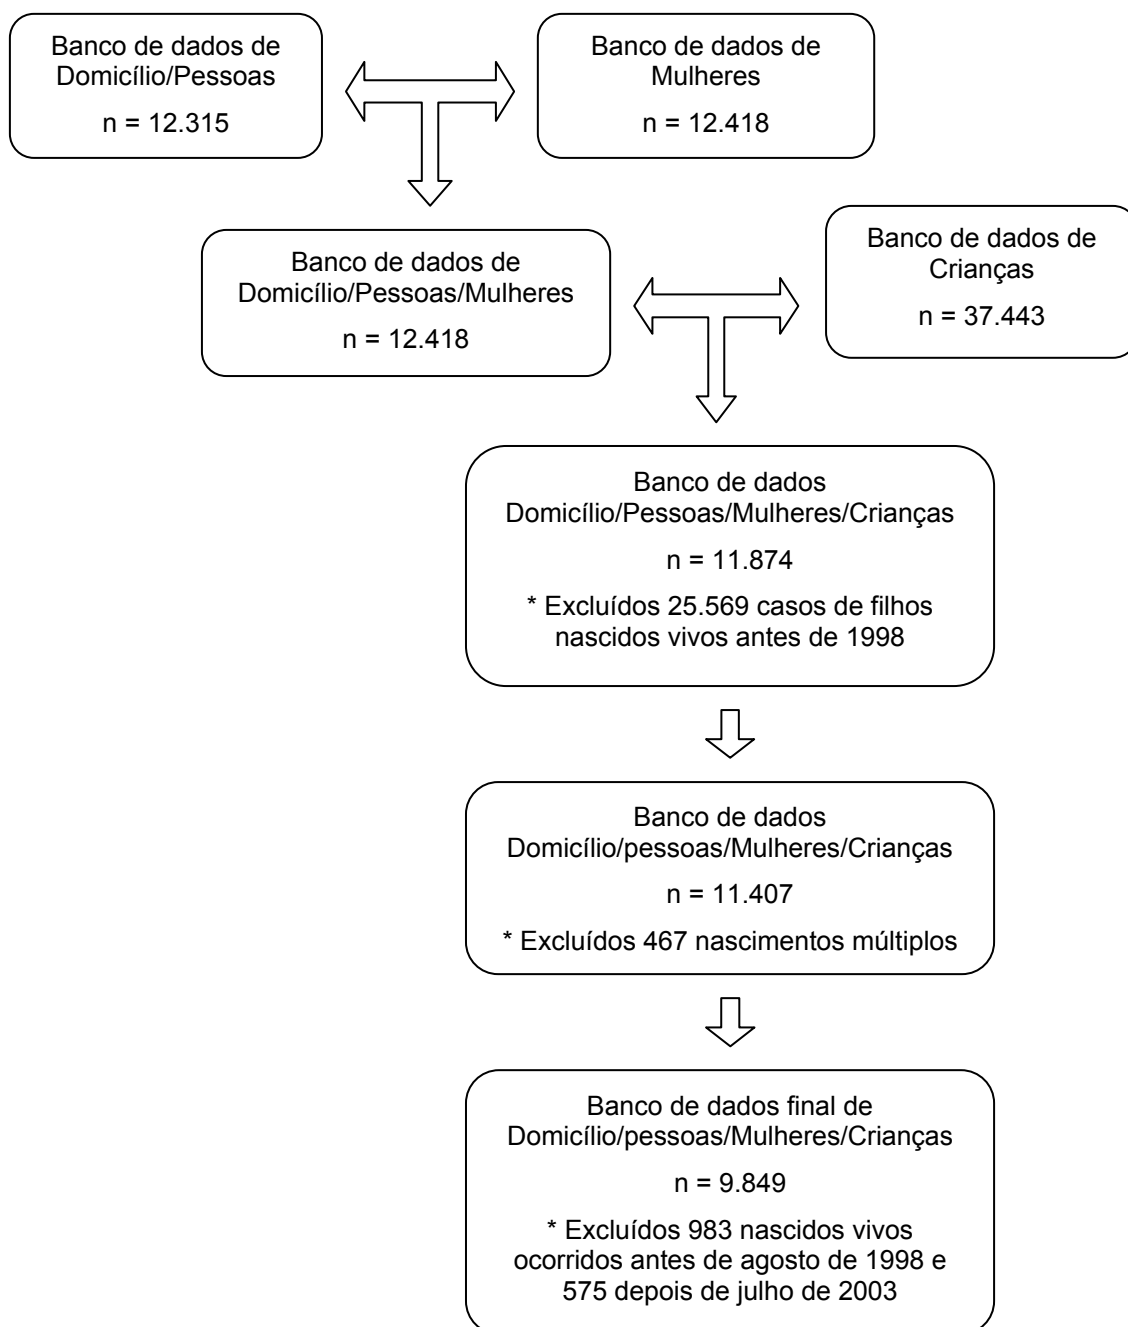 Banco de dados de
Domicílio/Pessoas
n = 12.315
Banco de dados de
Mulheres
n = 12.418
Banco de dados de
Domicílio/Pessoas/Mulheres
n = 12.418
Banco de dados de
Crianças
n = 37.443
Banco de dados
Domicílio/Pessoas/Mulheres/Crianças
n = 11.874
* Excluídos 25.569 casos de filhos
nascidos vivos antes de 1998
Banco de dados
Domicílio/pessoas/Mulheres/Crianças
n = 11.407
* Excluídos 467 nascimentos múltiplos
Banco de dados final de
Domicílio/pessoas/Mulheres/Crianças
n = 9.849
* Excluídos 983 nascidos vivos
ocorridos antes de agosto de 1998 e
575 depois de julho de 2003